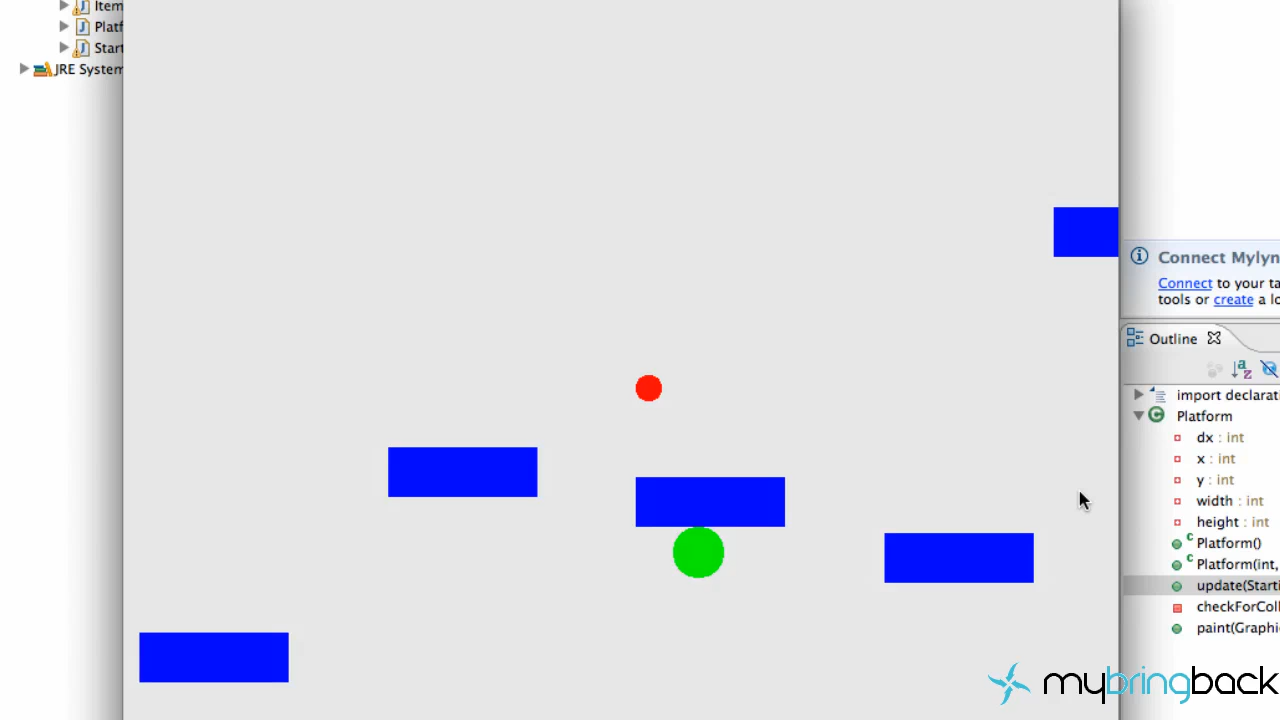 Item
Platf
Start
JRE System
Connect Mylyn
Connect to your ta
tools or create a lo
Outline
import declarati
Platform
dx : int
x : int
y : int
width : int
height : int
Platform()
Platform(int,
update(Starti
checkForColl
paint(Graphi
mybringback